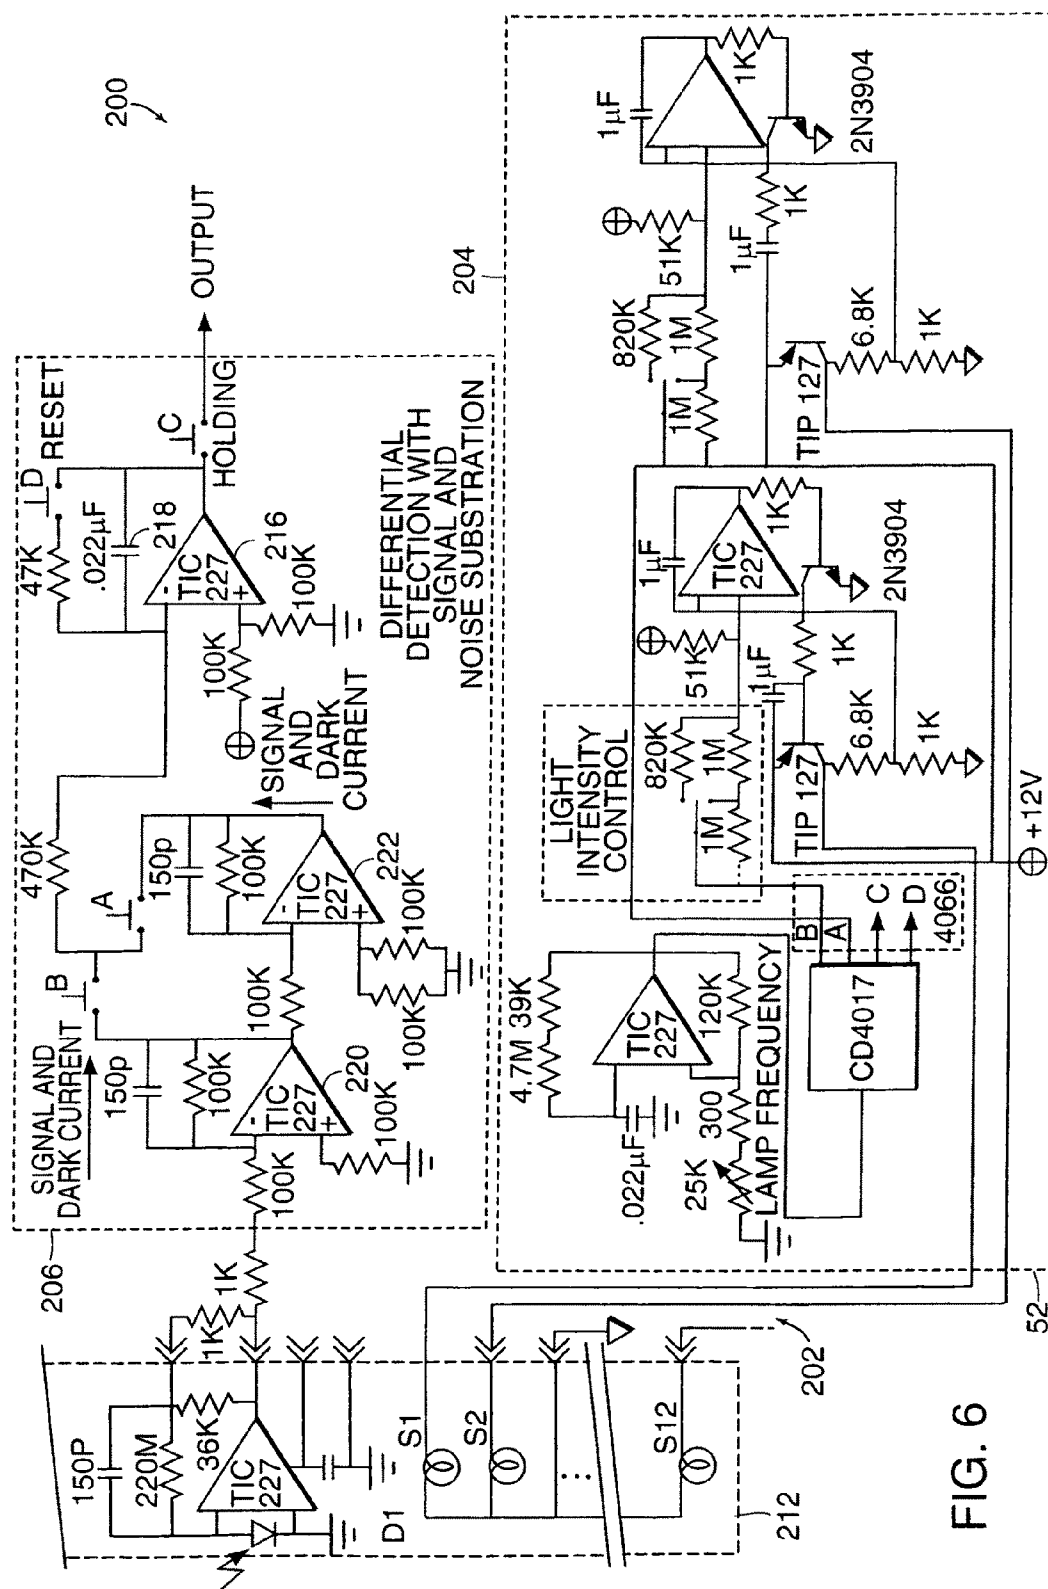 200
206
SIGNAL AND
DARK CURRENT
B
A
470K
47K
D
RESET
.022µF
218
TIC
227
-
+
216
C
HOLDING
OUTPUT
100K
100K
150p
100K
TIC
227
-
+
220
100K
100K
100K
150p
100K
TIC
227
-
+
222
100K
100K
SIGNAL
AND
DARK
CURRENT
DIFFERENTIAL
DETECTION WITH
SIGNAL AND
NOISE SUBSTRATION
150P
220M
36K
TIC
227
D1
1K
1K
S1
S2
S12
212
202
204
52
4.7M
39K
TIC
227
.022µF
25K
300
120K
LAMP FREQUENCY
CD4017
B
A
C
D
4066
LIGHT
INTENSITY
CONTROL
820K
1M
1M
51K
1µF
TIC
227
1K
2N3904
1µF
1K
TIP 127
6.8K
1K
820K
1M
1M
51K
1µF
1K
2N3904
1µF
1K
TIP 127
6.8K
1K
+12V
FIG. 6